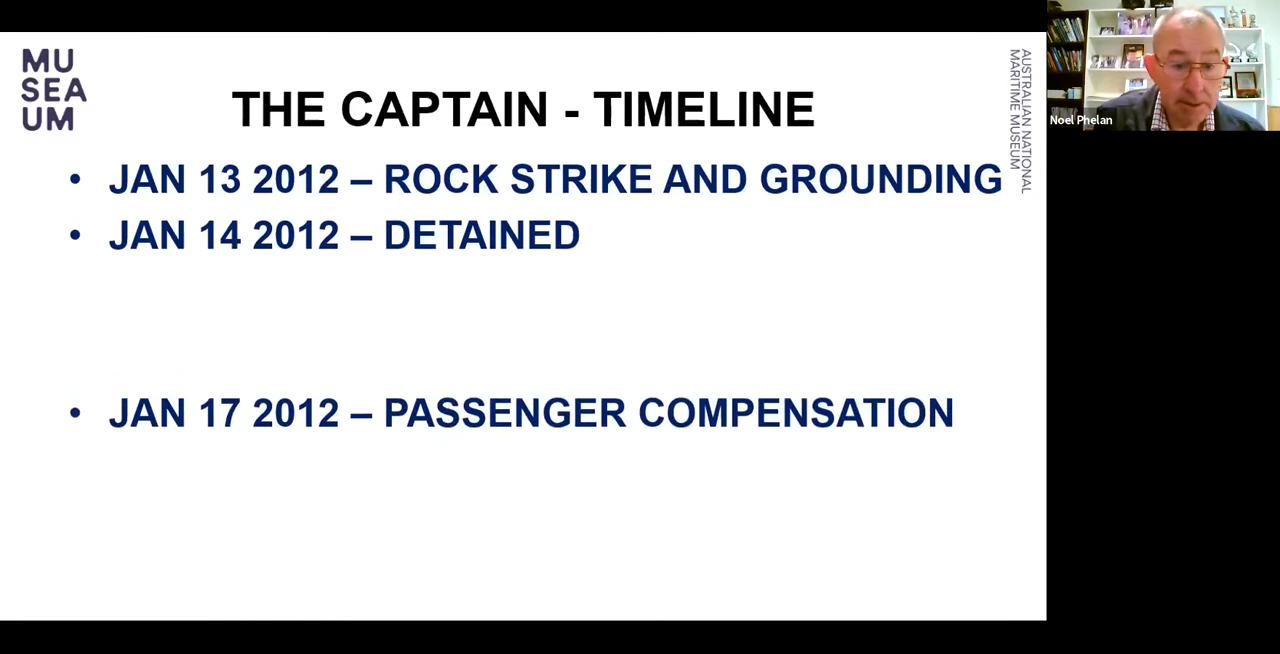 MU
SEA
UM
THE CAPTAIN - TIMELINE
AUSTRALIAN NATIONAL
MARITIME MUSEUM
• JAN 13 2012 – ROCK STRIKE AND GROUNDING
• JAN 14 2012 – DETAINED
• JAN 17 2012 – PASSENGER COMPENSATION
Noel Phelan